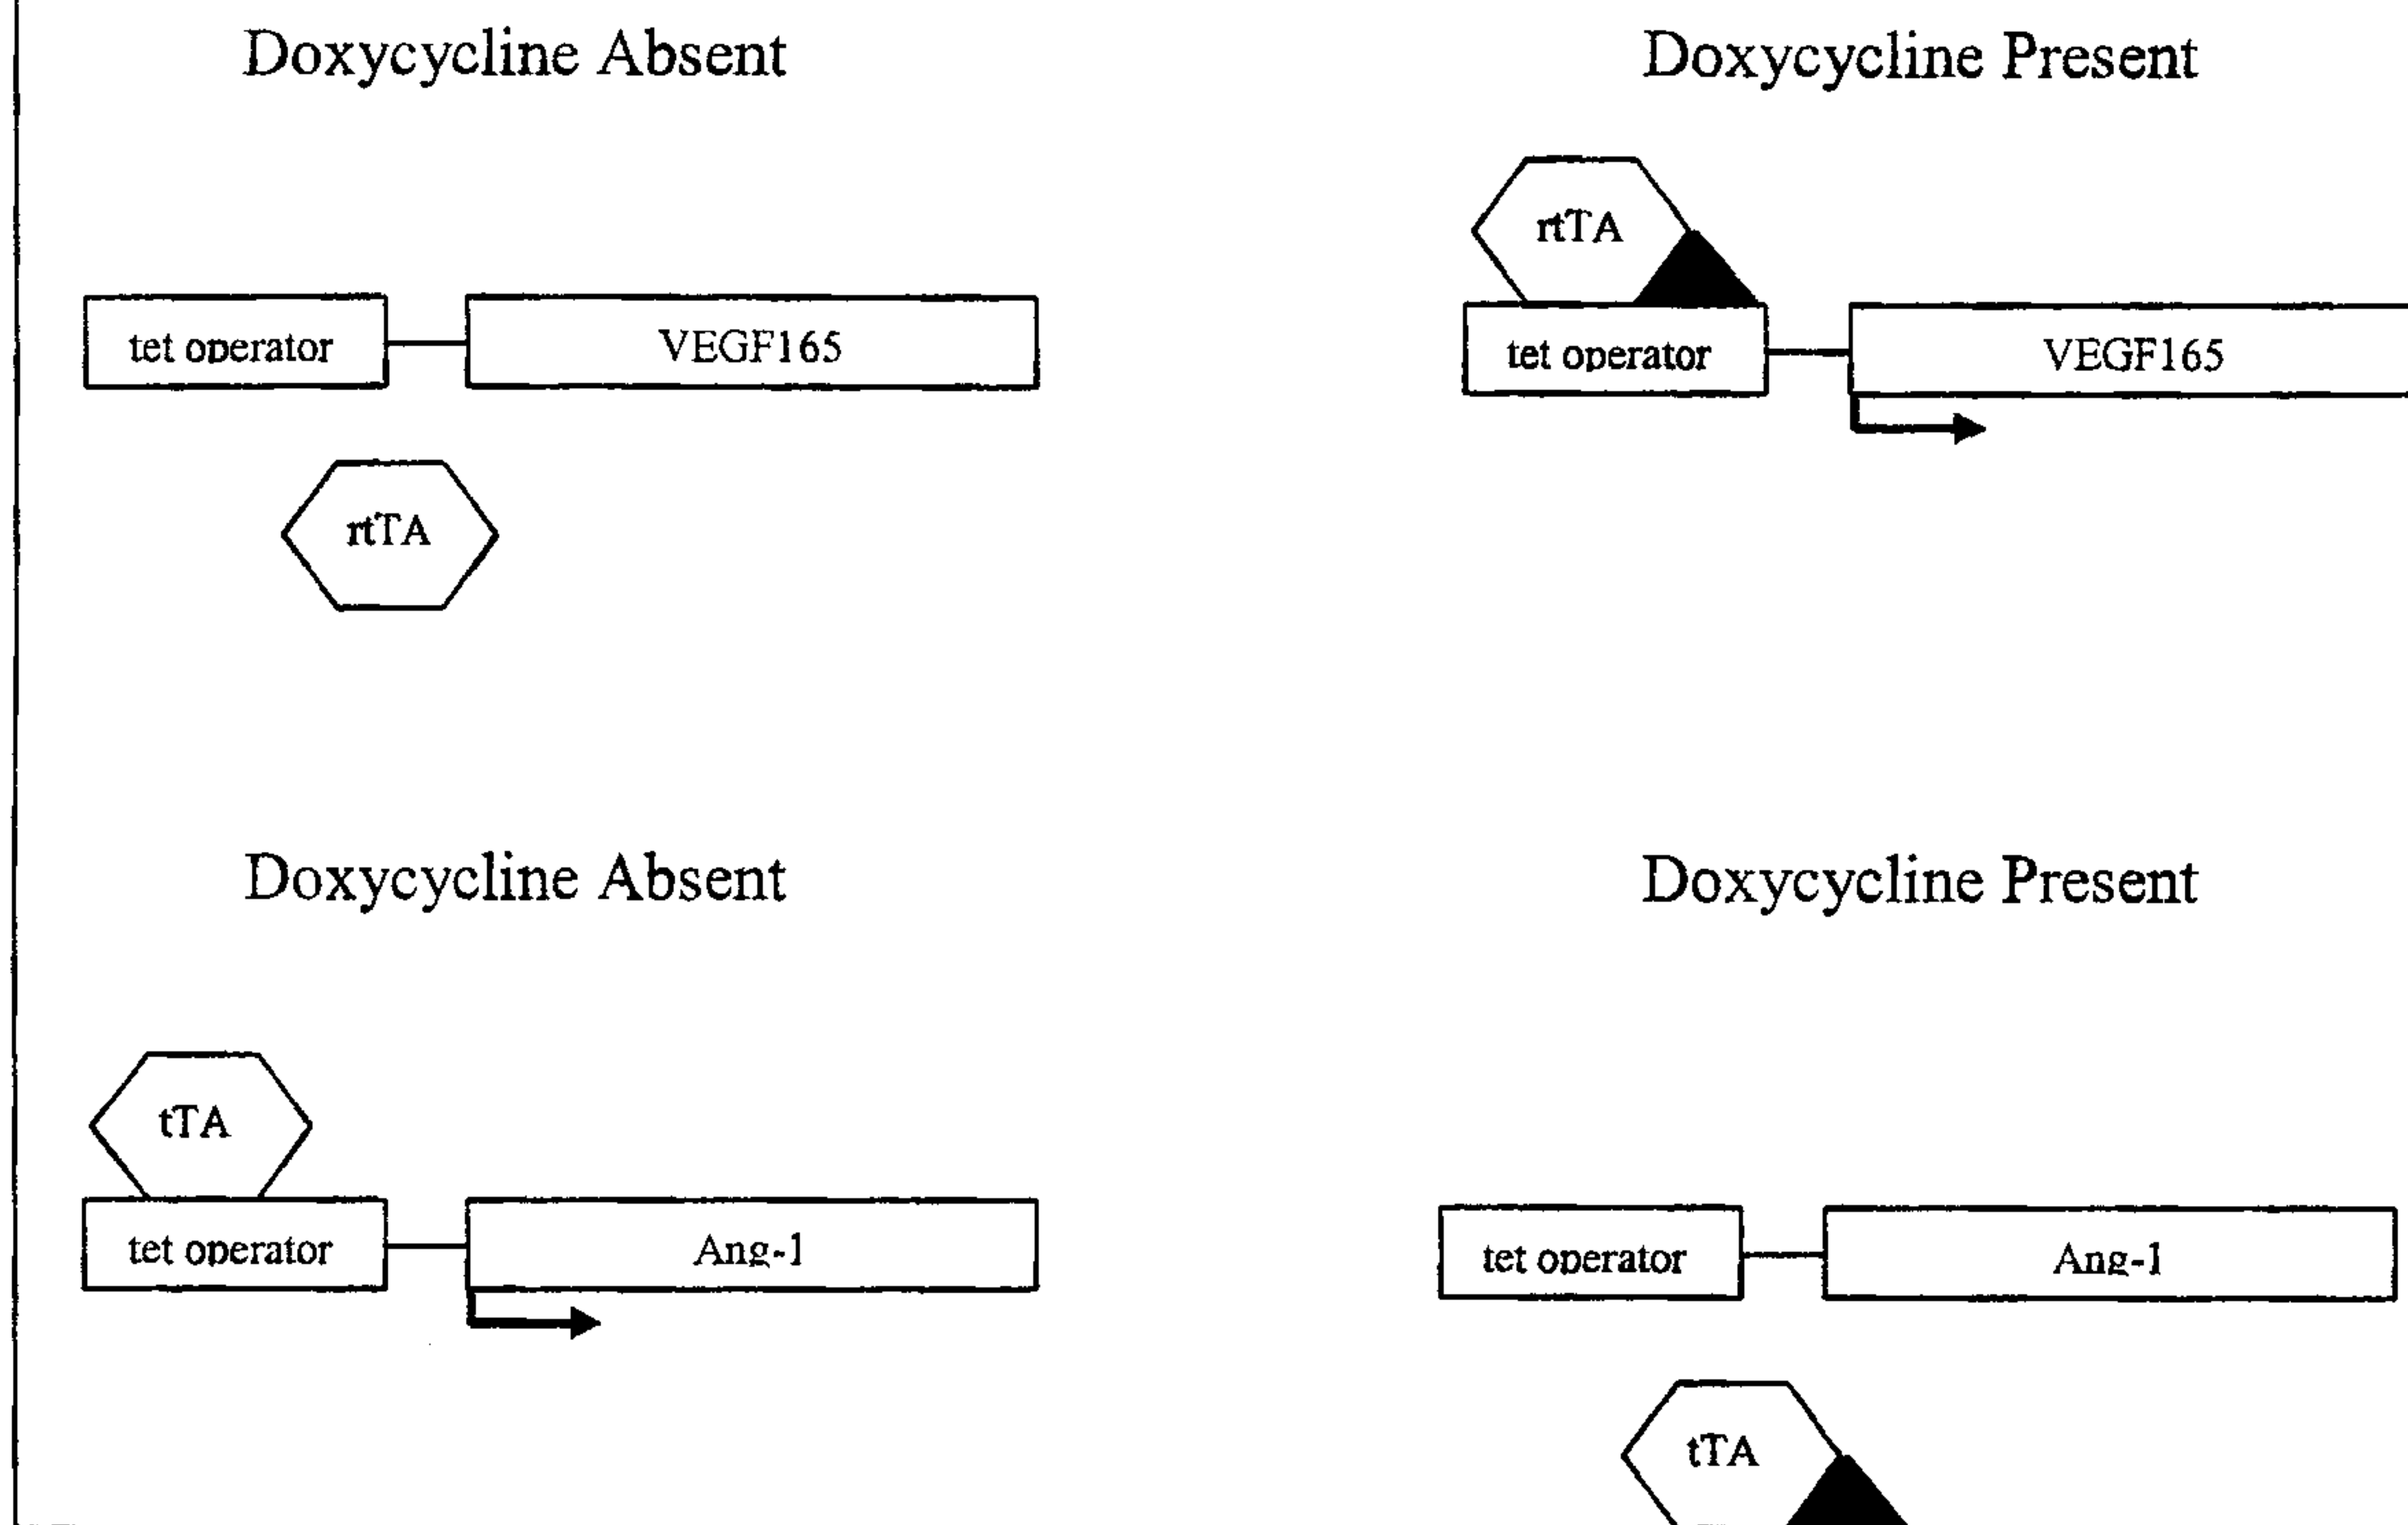 Doxycycline Absent
Doxycycline Present
rtTA
tet operator
VEGF165
tet operator
VEGF165
rtTA
Doxycycline Absent
Doxycycline Present
tTA
tet operator
Ang-1
tet operator
Ang-1
tTA